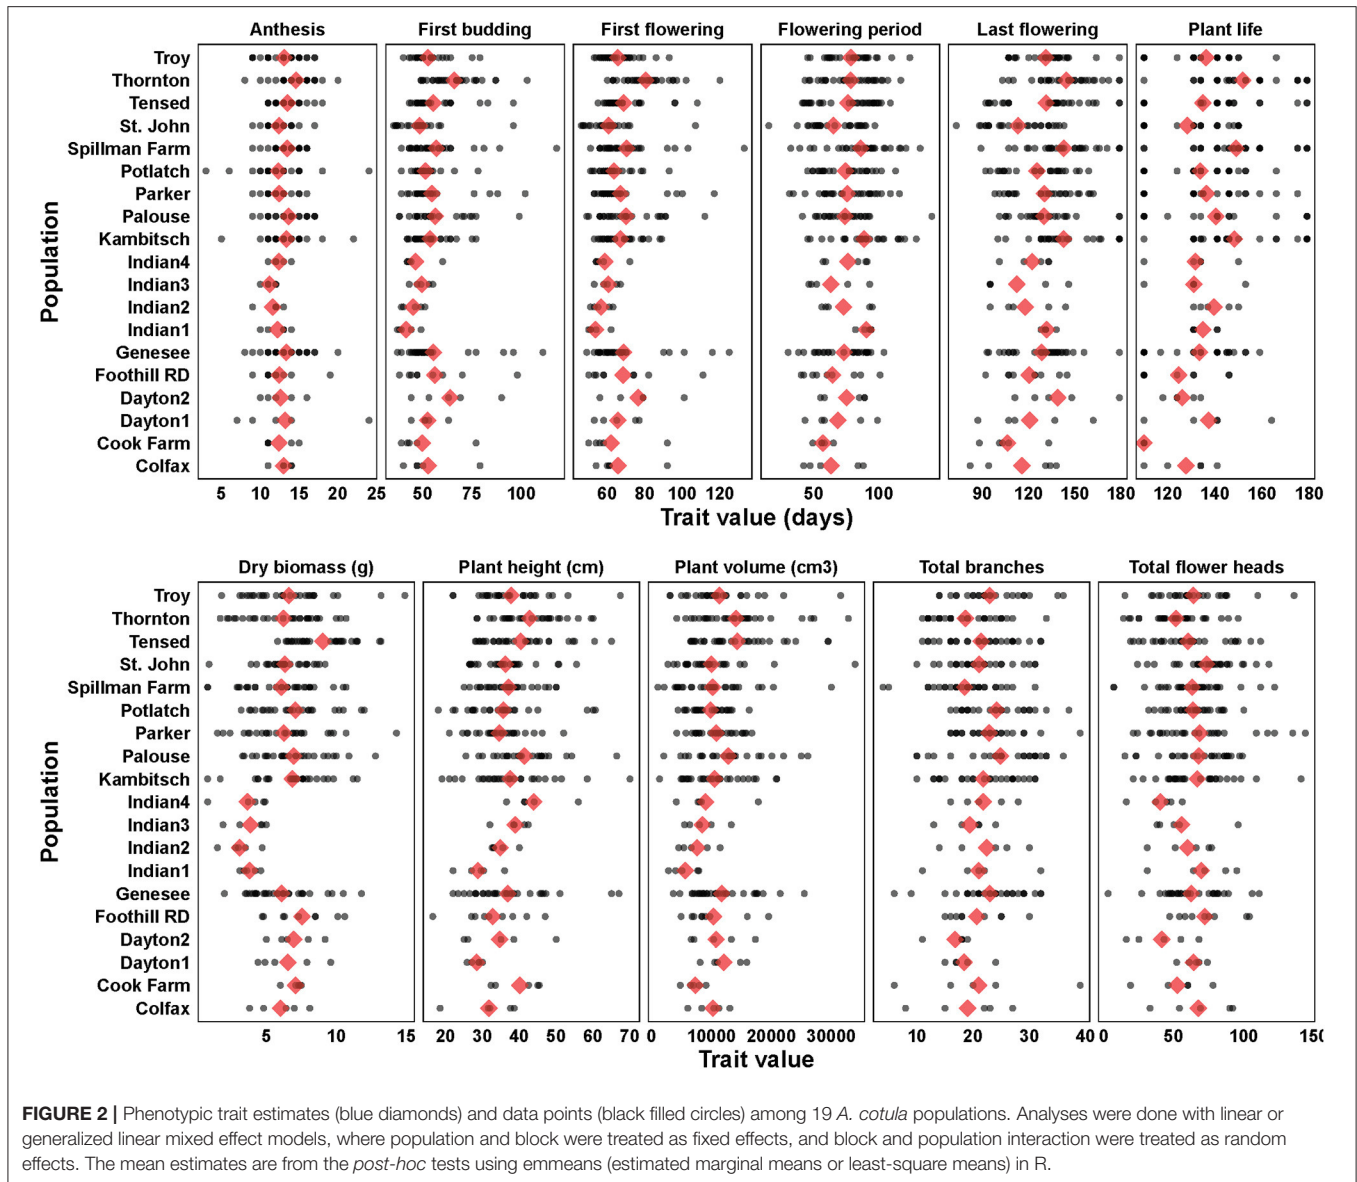 Anthesis First budding First flowering Flowering period Last flowering Plant life
Population
Troy
Thornton
Tensed
St. John
Spillman Farm
Potlatch
Parker
Palouse
Kambitsch
Indian4
Indian3
Indian2
Indian1
Genesee
Foothill RD
Dayton2
Dayton1
Cook Farm
Colfax
5 10 15 20 25 50 75 100 60 80 100 120 50 100 90 120 150 180 120 140 160 180
Trait value (days)
Dry biomass (g) Plant height (cm) Plant volume (cm3) Total branches Total flower heads
Population
Troy
Thornton
Tensed
St. John
Spillman Farm
Potlatch
Parker
Palouse
Kambitsch
Indian4
Indian3
Indian2
Indian1
Genesee
Foothill RD
Dayton2
Dayton1
Cook Farm
Colfax
5 10 15 20 30 40 50 60 70 0 10000 20000 30000 10 20 30 40 0 50 100 150
Trait value
FIGURE 2 | Phenotypic trait estimates (blue diamonds) and data points (black filled circles) among 19 A. cotula populations. Analyses were done with linear or
generalized linear mixed effect models, where population and block were treated as fixed effects, and block and population interaction were treated as random
effects. The mean estimates are from the post-hoc tests using emmeans (estimated marginal means or least-square means) in R.